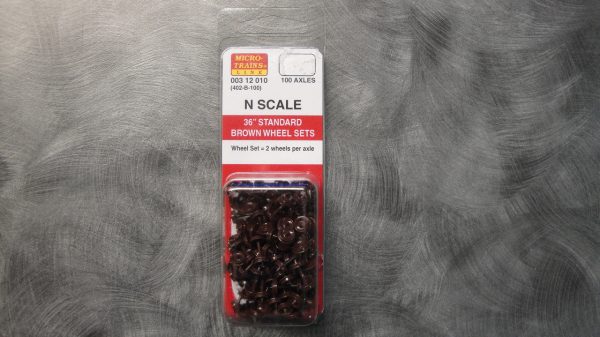 MICRO-
TRAINS®
LINE
003 12 010
(402-B-100)
100 AXLES
N SCALE
36" STANDARD
BROWN WHEEL SETS
Wheel Set = 2 wheels per axle